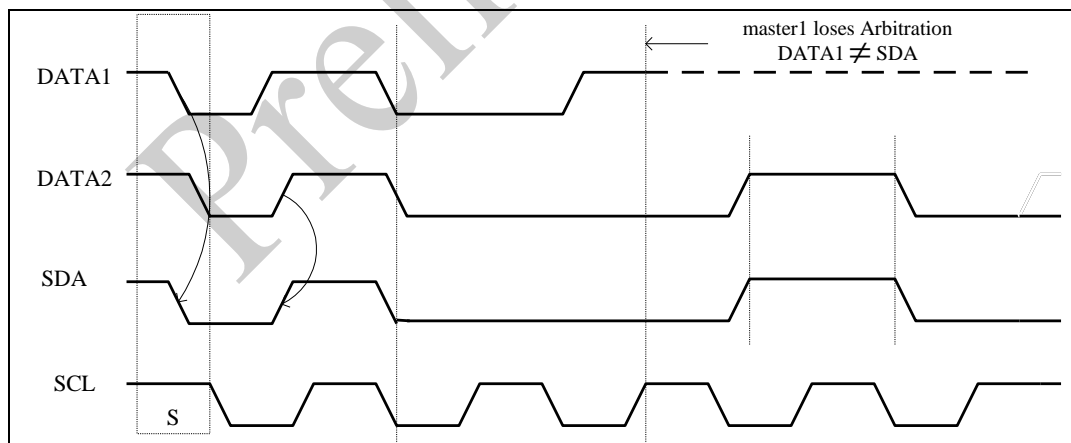 master1 loses Arbitration
DATA1 ≠ SDA
DATA1
DATA2
SDA
SCL
S